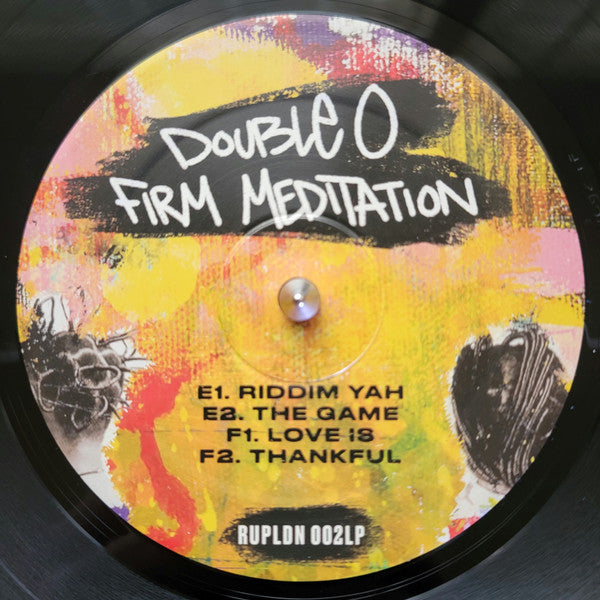 DOUBLE O
FIRM MEDITATION
E1. RIDDIM YAH
E2. THE GAME
F1. LOVE IS
F2. THANKFUL
RUPLDN 002LP